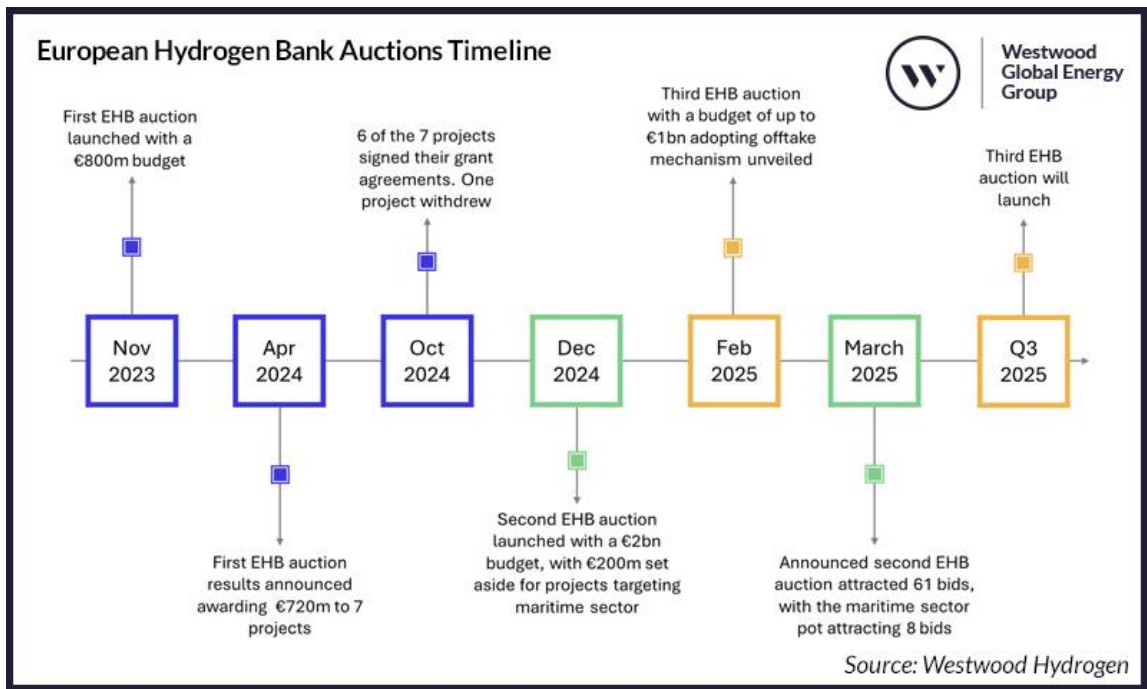 European Hydrogen Bank Auctions Timeline
Westwood
Global Energy
Group
First EHB auction
launched with a
€800m budget
6 of the 7 projects
signed their grant
agreements. One
project withdrew
Third EHB auction
with a budget of up to
€1bn adopting offtake
mechanism unveiled
Third EHB
auction will
launch
Nov
2023
Apr
2024
Oct
2024
Dec
2024
Feb
2025
March
2025
Q3
2025
First EHB auction
results announced
awarding €720m to 7
projects
Second EHB auction
launched with a €2bn
budget, with €200m set
aside for projects targeting
maritime sector
Announced second EHB
auction attracted 61 bids,
with the maritime sector
pot attracting 8 bids
Source: Westwood Hydrogen